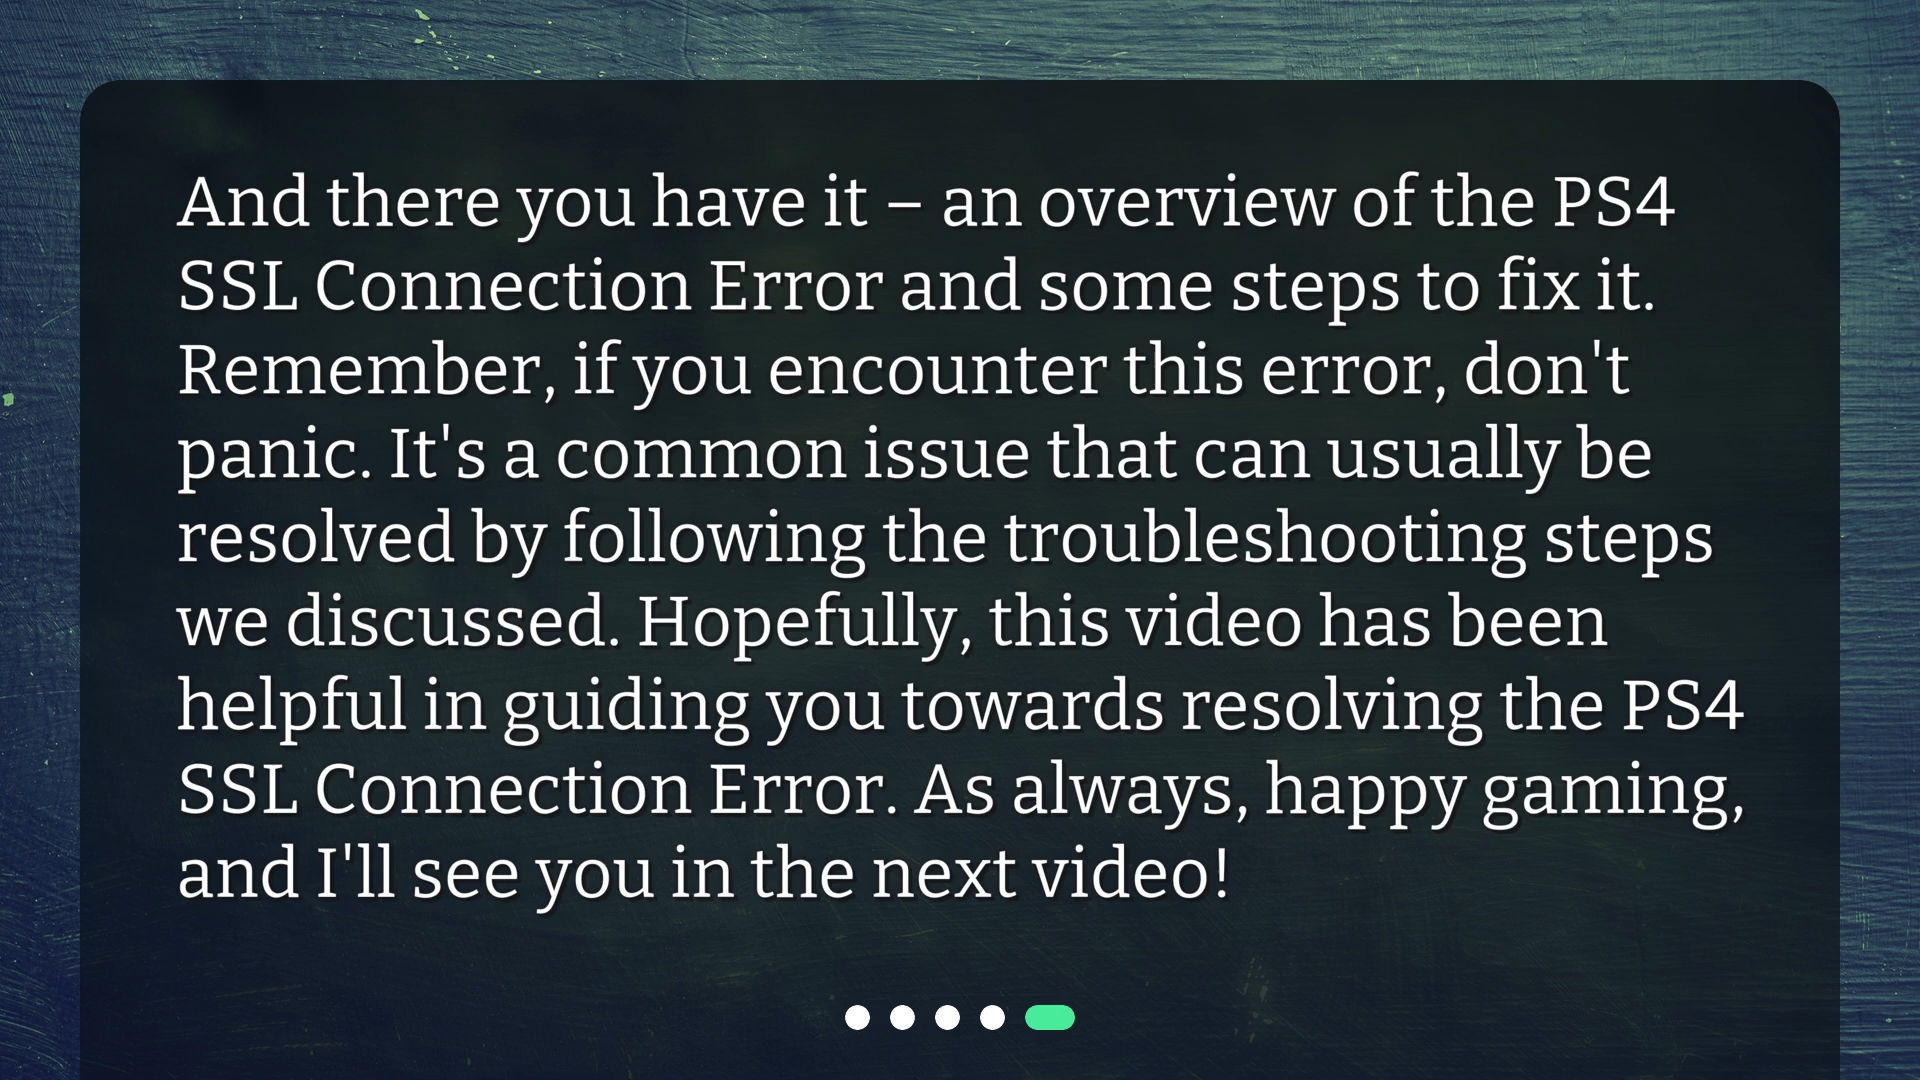 And there you have it – an overview of the PS4
SSL Connection Error and some steps to fix it.
Remember, if you encounter this error, don't
panic. It's a common issue that can usually be
resolved by following the troubleshooting steps
we discussed. Hopefully, this video has been
helpful in guiding you towards resolving the PS4
SSL Connection Error. As always, happy gaming,
and I'll see you in the next video!